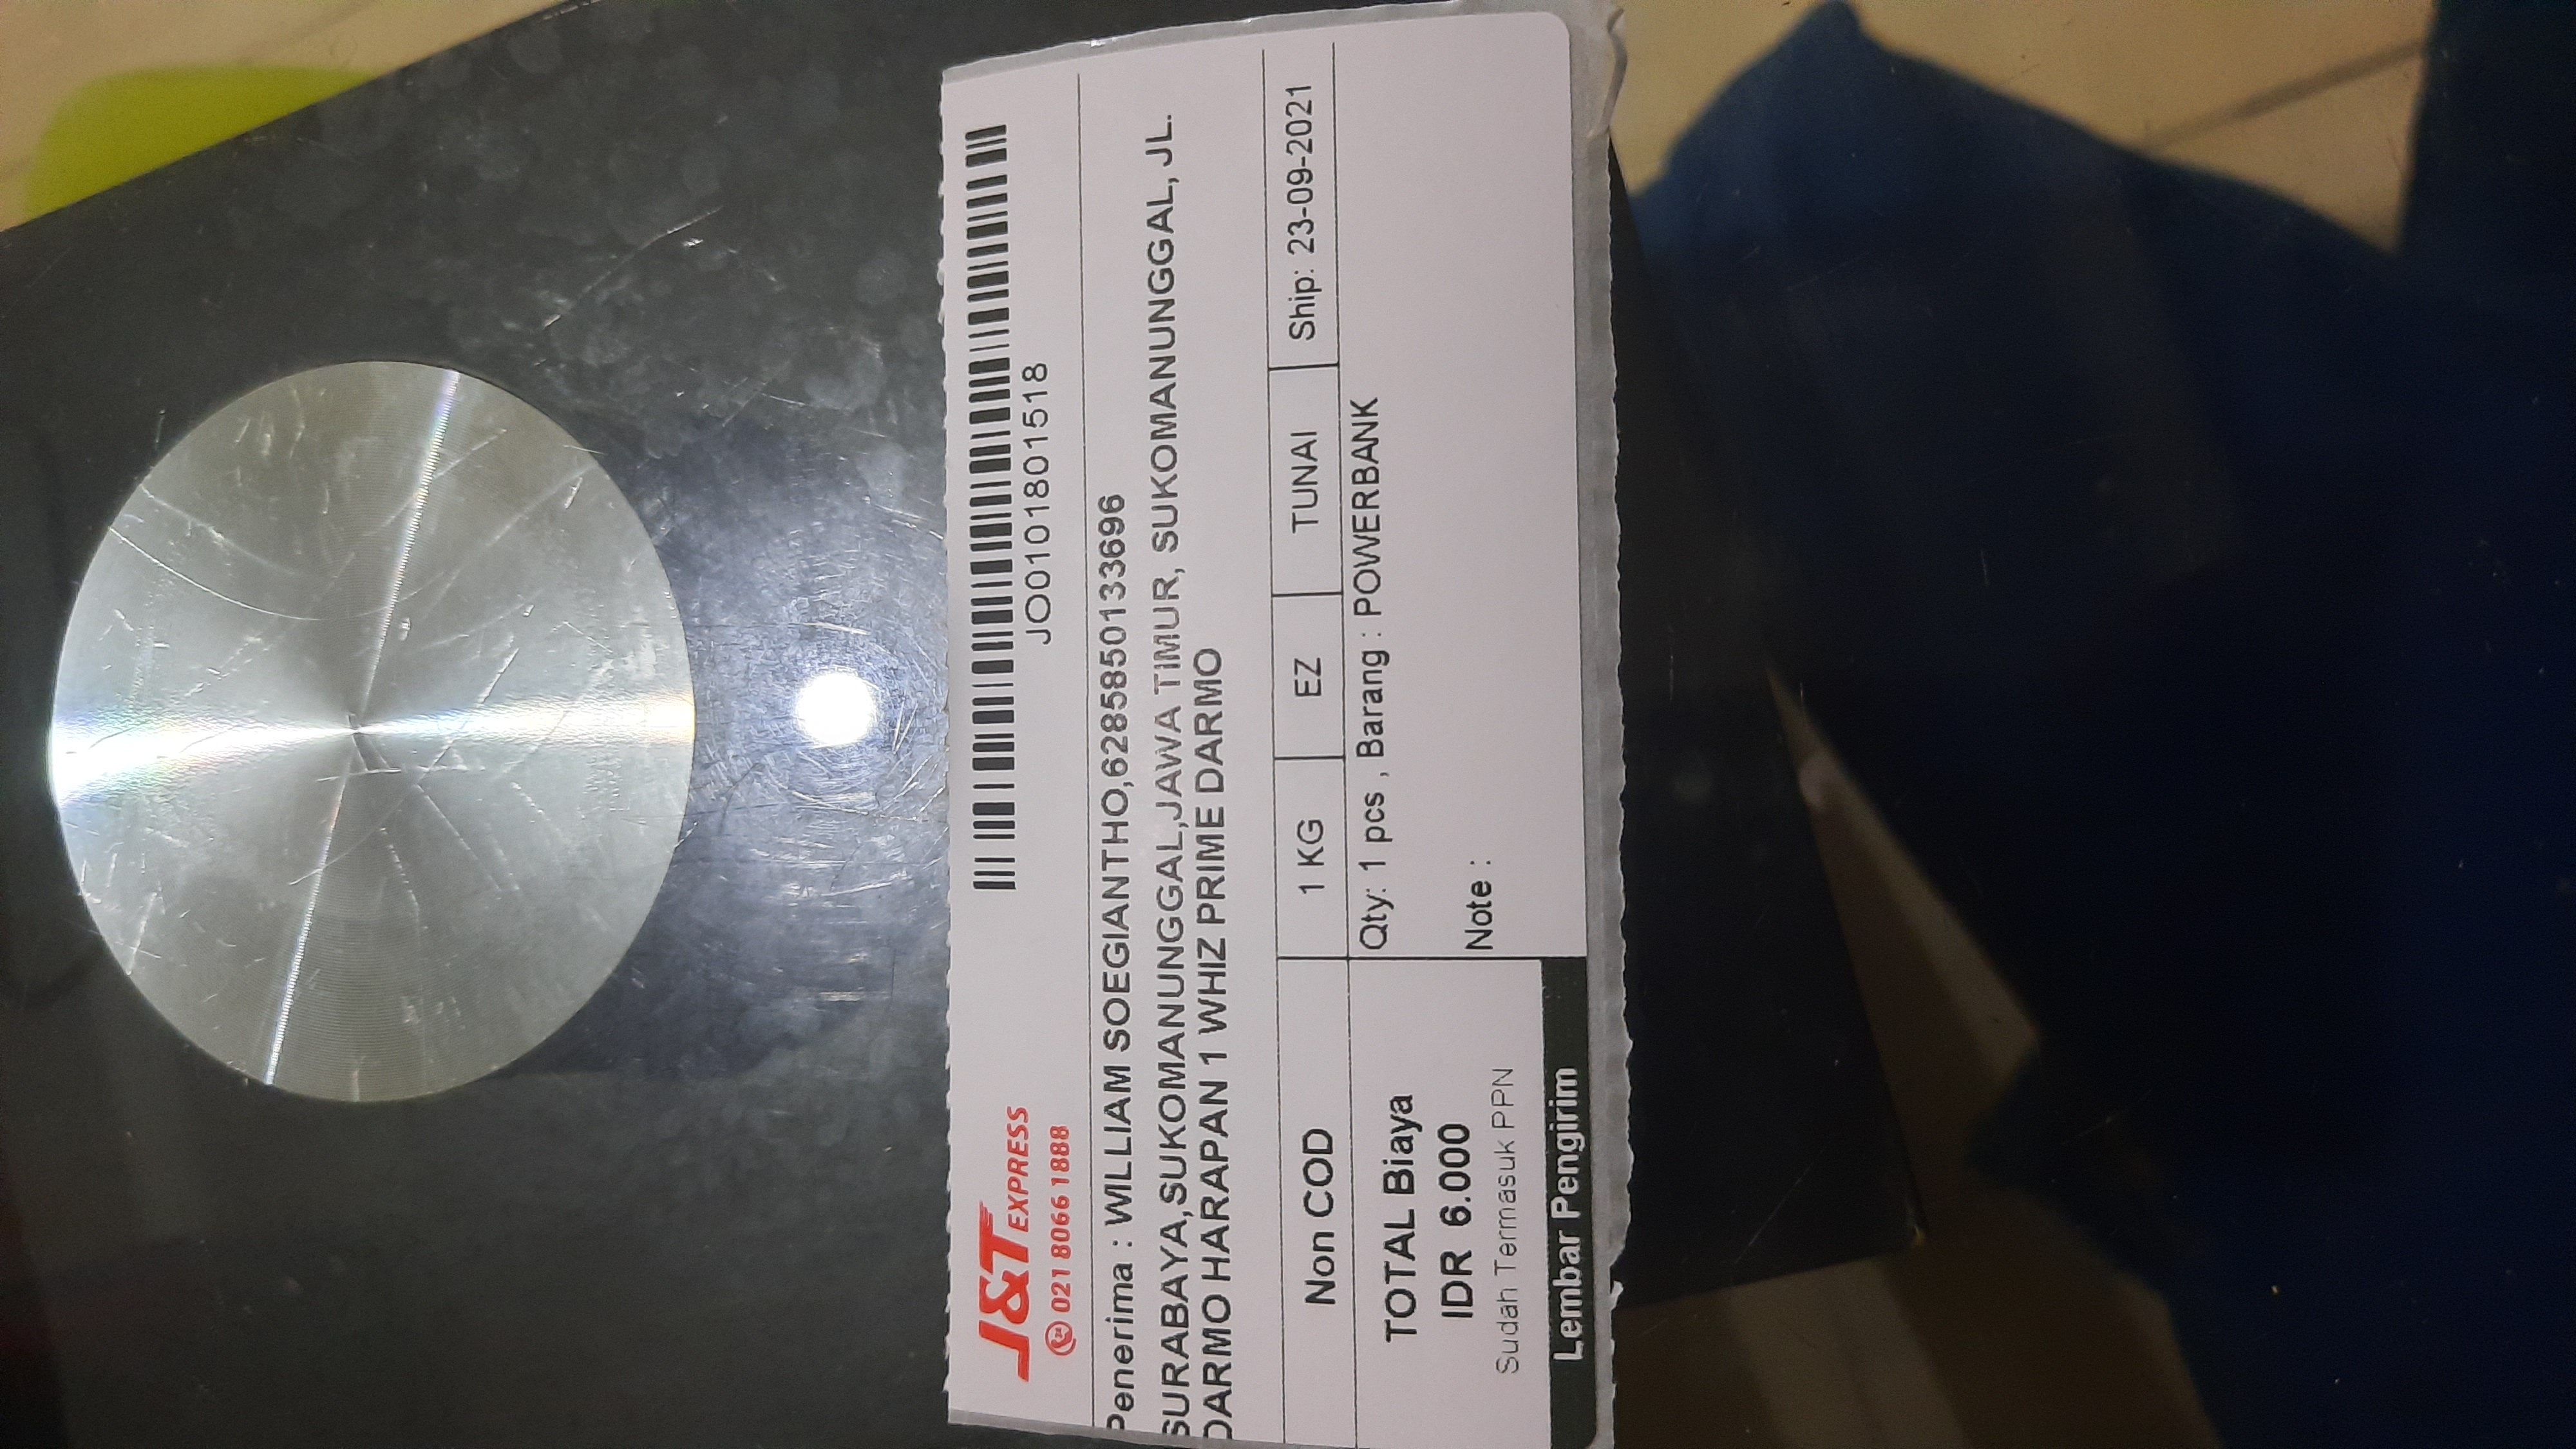 J&T EXPRESS
021 8066 1888
JO0101801518
Penerima : WILLIAM SOEGIANTHO,6285850133696
SURABAYA,SUKOMANUNGGAL,JAWA TIMUR, SUKOMANUNGGAL, JL.
DARMO HARAPAN 1 WHIZ PRIME DARMO
Non COD
1 KG
EZ
TUNAI
Ship: 23-09-2021
TOTAL Biaya
IDR 6.000
Sudah Termasuk PPN
Lembar Pengirim
Qty: 1 pcs , Barang : POWERBANK
Note :